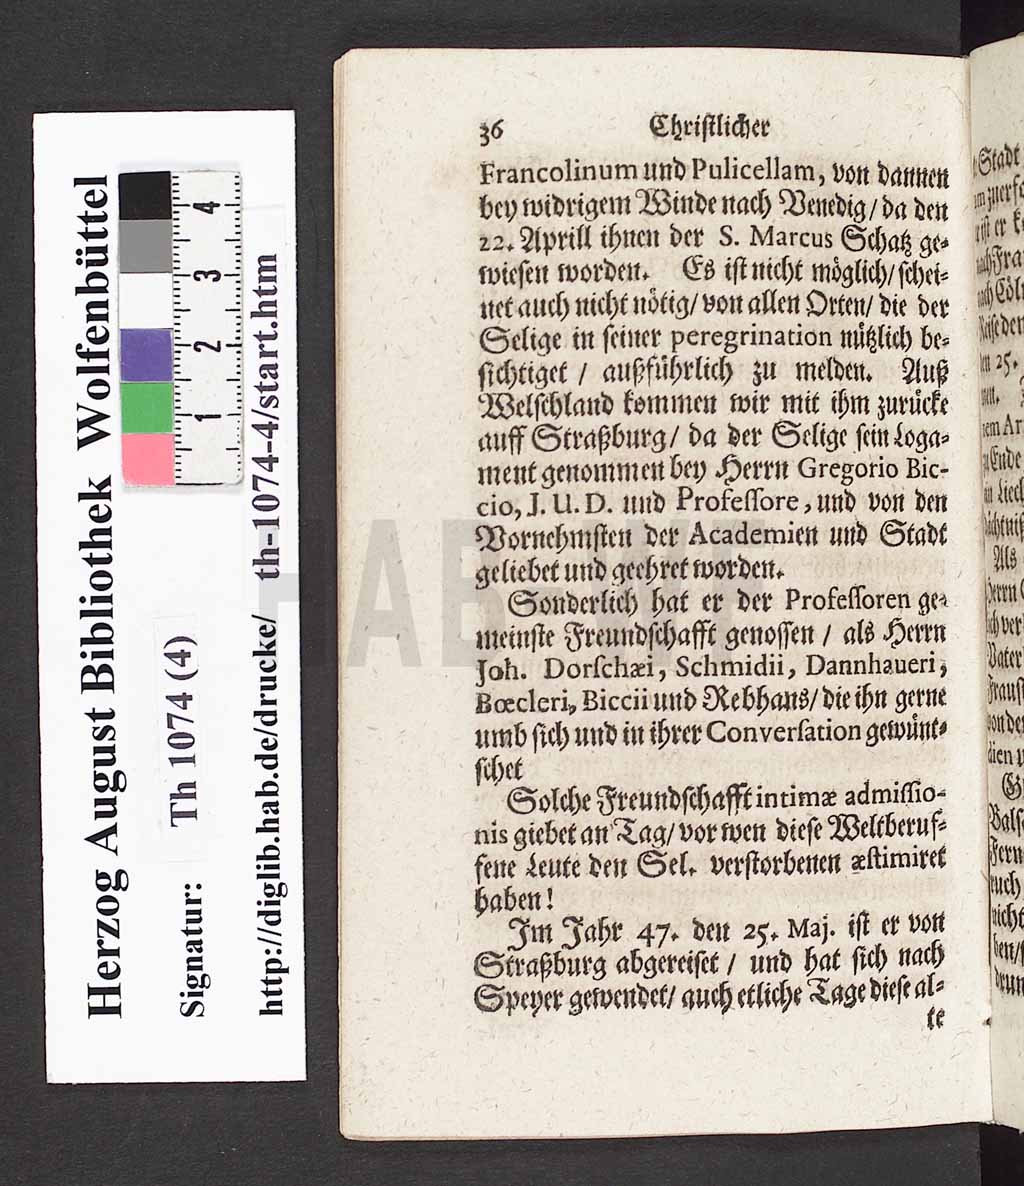 Herzog August Bibliothek Wolfenbüttel
Signatur: Th 1074 (4)
http://diglib.hab.de/drucke/ th-1074-4/start.htm
1 2 3 4
HAB
36 Christlicher
Francolinum und Pulicellam, von dannen
bey widrigem Winde nach Venedig/ da den
22. Aprill ihnen der S. Marcus Schatz ge-
wiesen worden. Es ist nicht möglich/ schei-
net auch nicht nötig/ von allen Orten/ die der
Selige in seiner peregrination nützlich be-
sichtiget / außführlich zu melden. Auß
Welschland kommen wir mit ihm zurücke
auff Straßburg/ da der Selige sein Loga-
ment genommen bey Herrn Gregorio Bic-
cio, J. U. D. und Professore, und von den
Vornehmsten der Academien und Stadt
geliebet und geehret worden.
Sonderlich hat er der Professoren ge-
meinste Freundschafft genossen / als Herrn
Joh. Dorschæi, Schmidii, Dannhaueri,
Bœcleri, Biccii und Rebhans/ die ihn gerne
umb sich und in ihrer Conversation gewünt-
schet
Solche Freundschafft intimæ admissio-
nis giebet an Tag/ vor wen diese Weltberuf-
fene Leute den Sel. verstorbenen æstimiret
haben!
Im Jahr 47. den 25. Maj. ist er von
Straßburg abgereiset / und hat sich nach
Speyer gewendet/ auch etliche Tage diese al-
te